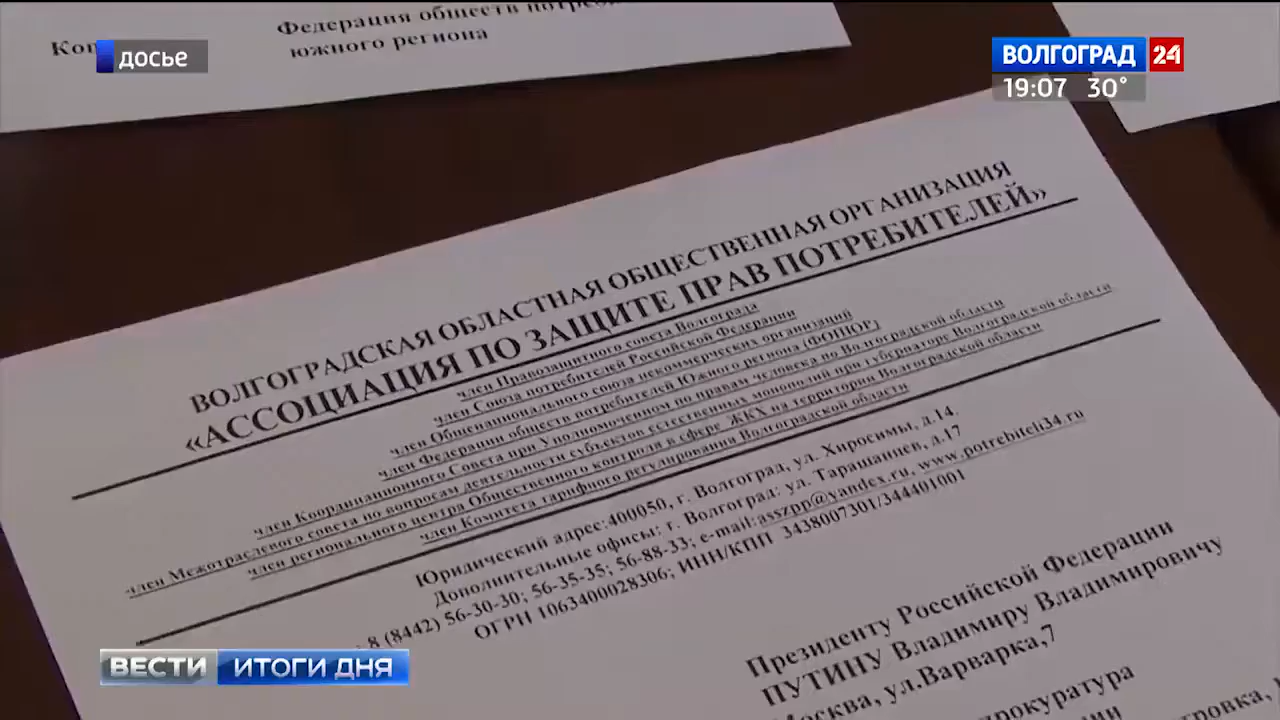 Федерация обществ
южного региона
досье
ВОЛГОГРАД 24
19:07 30°
ВОЛГОГРАДСКАЯ ОБЛАСТНАЯ ОБЩЕСТВЕННАЯ ОРГАНИЗАЦИЯ
«АССОЦИАЦИЯ ПО ЗАЩИТЕ ПРАВ ПОТРЕБИТЕЛЕЙ»
член Правозащитного совета Волгограда
член Союза потребителей Российской Федерации
член Общенационального союза некоммерческих организаций
член Федерации обществ потребителей Южного региона (ФОПЮР)
член Координационного Совета при Уполномоченном по правам человека по Волгоградской области
член Межотраслевого совета по вопросам деятельности субъектов естественных монополий при губернаторе Волгоградской области
член регионального центра Общественного контроля в сфере ЖКХ на территории Волгоградской области
член Комитета тарифного регулирования Волгоградской области
Юридический адрес:400050, г. Волгоград, ул. Хиросимы, д.14.
Дополнительные офисы: г. Волгоград: ул. Тарашанцев, д.17
8 (8442) 56-30-30; 56-35-35; 56-88-33; e-mail:asszpp@yandex.ru, www.potrebiteli34.ru
ОГРН 1063400028306; ИНН/КПП 3438007301/344401001
Президенту Российской Федерации
ПУТИНУ Владимиру Владимировичу
Москва, ул.Варварка,7
ВЕСТИ ИТОГИ ДНЯ